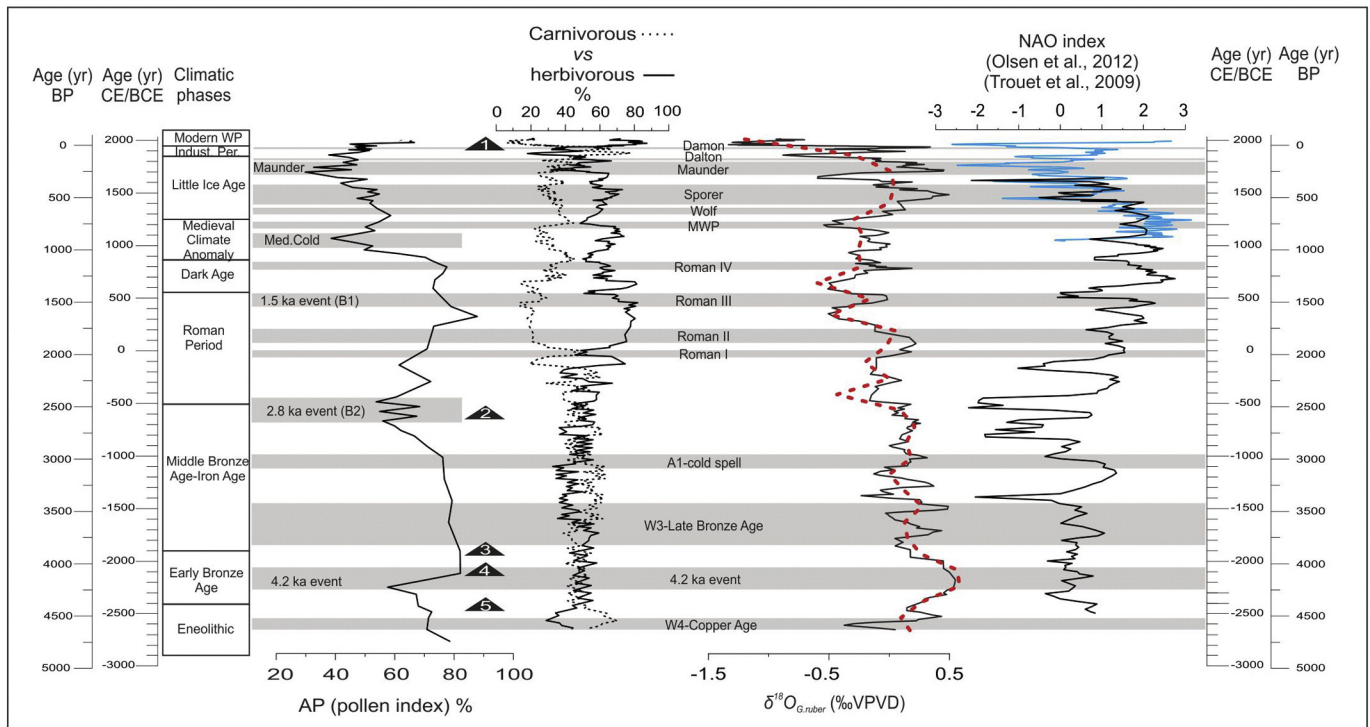 Carnivorous
vs
herbivorous
%
NAO index
(Olsen et al., 2012)
(Trouet et al., 2009)
Age (yr)
BP
Age (yr)
CE/BCE
Climatic
phases
Age (yr)
CE/BCE
Age (yr)
BP
0 20 40 60 80 100
-3 -2 -1 0 1 2 3
0
500
1000
1500
2000
2500
3000
3500
4000
4500
5000
2000
1500
1000
500
0
-500
-1000
-1500
-2000
-2500
-3000
Modern WP
Indust. Per.
Little Ice Age
Medieval
Climate
Anomaly
Dark Age
Roman
Period
Middle Bronze
Age-Iron Age
Early Bronze
Age
Eneolithic
Maunder
Med.Cold
1.5 ka event (B1)
2.8 ka event (B2)
4.2 ka event
1
2
3
4
5
Damon
Dalton
Maunder
Sporer
Wolf
MWP
Roman IV
Roman III
Roman II
Roman I
A1-cold spell
W3-Late Bronze Age
4.2 ka event
W4-Copper Age
2000
1500
1000
500
0
-500
-1000
-1500
-2000
-2500
-3000
0
500
1000
1500
2000
2500
3000
3500
4000
4500
5000
20 40 60 80 100
AP (pollen index) %
-1.5 -0.5 0.5
δ18OG.ruber (‰VPVD)